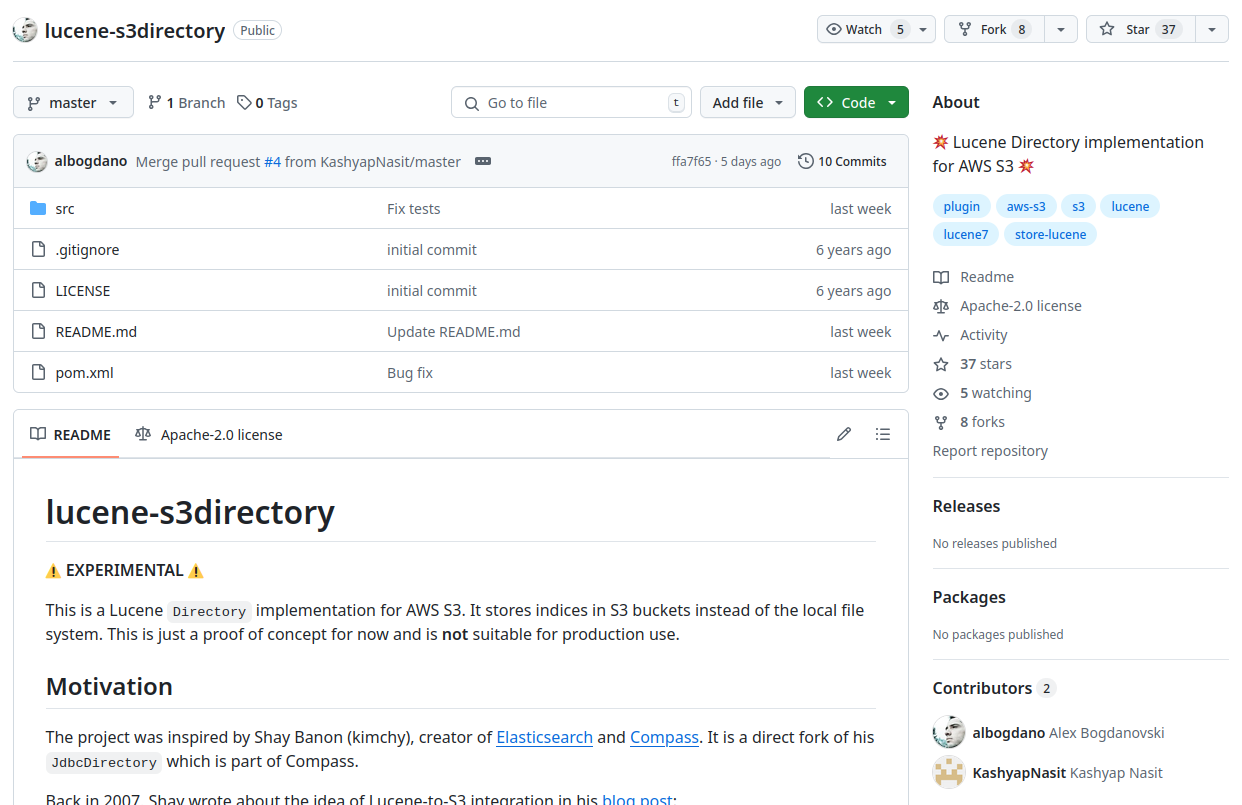 lucene-s3directory Public Watch 5 Fork 8 Star 37
master 1 Branch 0 Tags Go to file t Add file Code
albogdano Merge pull request #4 from KashyapNasit/master ffa7f65 · 5 days ago 10 Commits
src Fix tests last week
.gitignore initial commit 6 years ago
LICENSE initial commit 6 years ago
README.md Update README.md last week
pom.xml Bug fix last week
README Apache-2.0 license
lucene-s3directory
⚠️ EXPERIMENTAL ⚠️
This is a Lucene Directory implementation for AWS S3. It stores indices in S3 buckets instead of the local file
system. This is just a proof of concept for now and is not suitable for production use.
Motivation
The project was inspired by Shay Banon (kimchy), creator of Elasticsearch and Compass. It is a direct fork of his
JdbcDirectory which is part of Compass.
Back in 2007, Shay wrote about the idea of Lucene-to-S3 integration in his blog post:
About
💥 Lucene Directory implementation
for AWS S3 💥
plugin aws-s3 s3 lucene
lucene7 store-lucene
Readme
Apache-2.0 license
Activity
37 stars
5 watching
8 forks
Report repository
Releases
No releases published
Packages
No packages published
Contributors 2
albogdano Alex Bogdanovski
KashyapNasit Kashyap Nasit